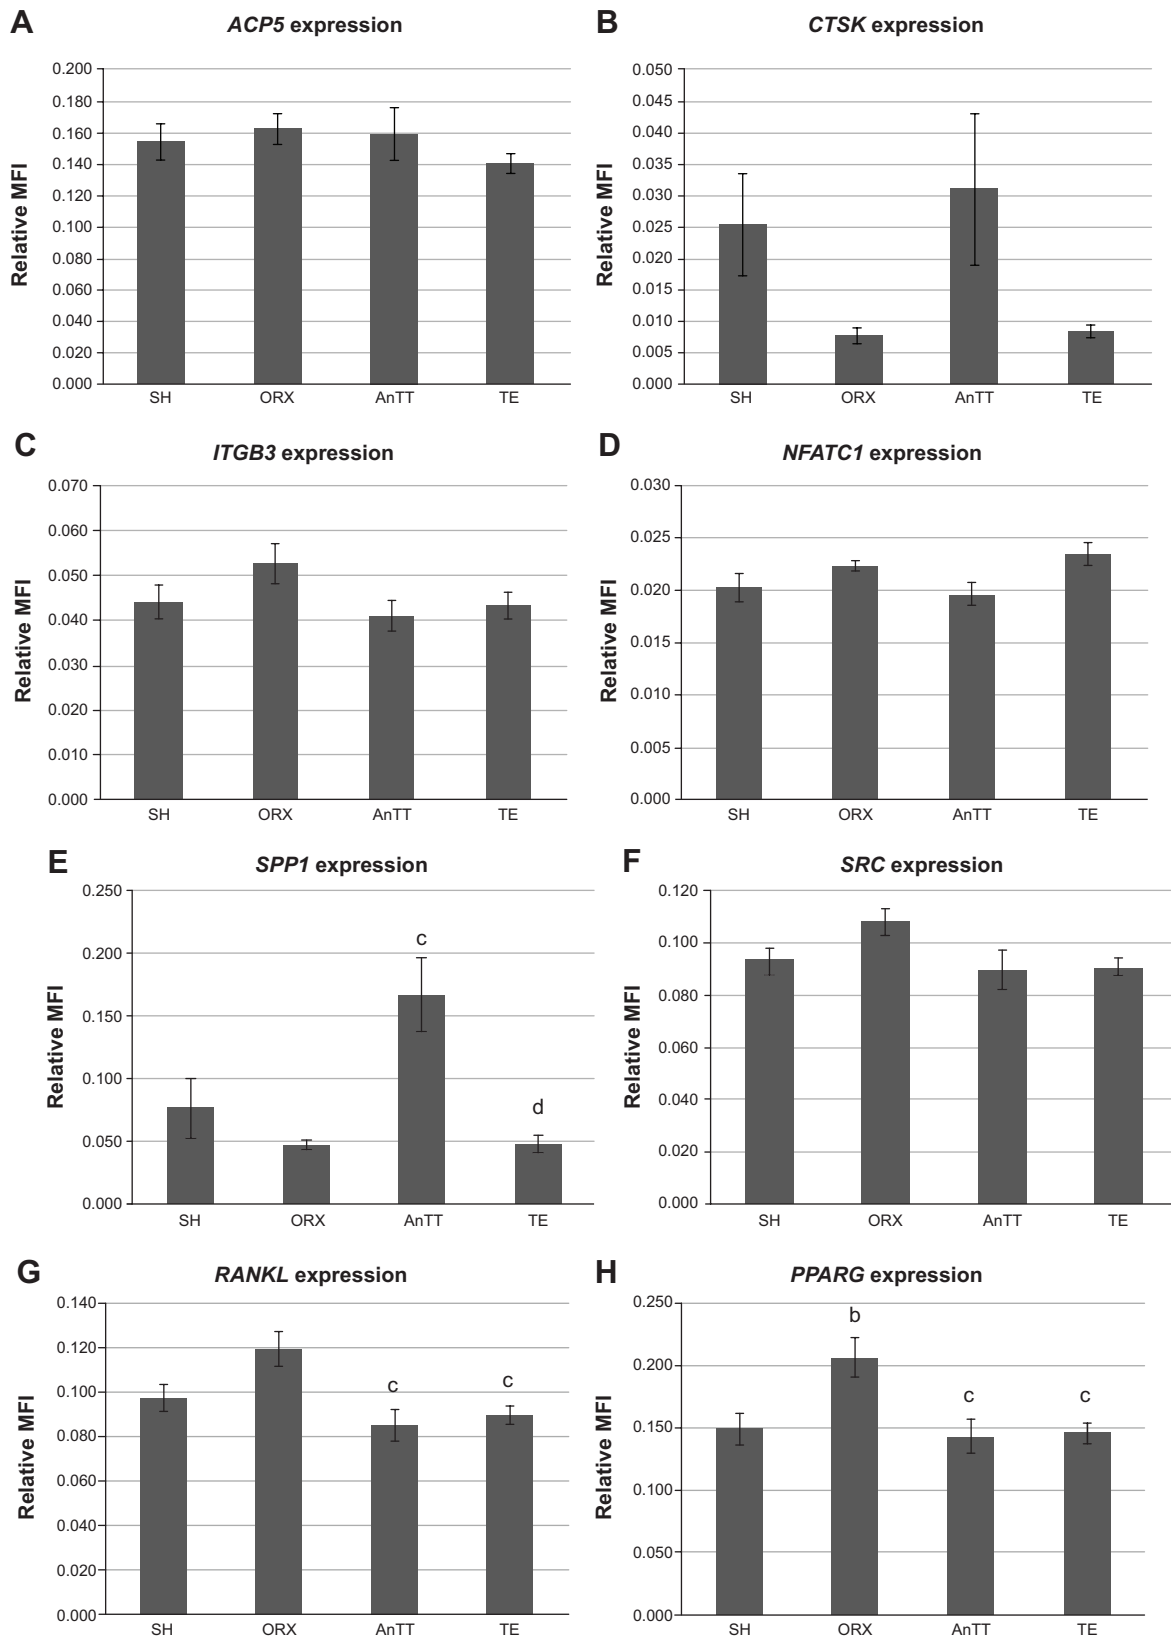 A
ACP5 expression
Relative MFI
0.200
0.180
0.160
0.140
0.120
0.100
0.080
0.060
0.040
0.020
0.000
SH ORX AnTT TE
B
CTSK expression
Relative MFI
0.050
0.045
0.040
0.035
0.030
0.025
0.020
0.015
0.010
0.005
0.000
SH ORX AnTT TE
C
ITGB3 expression
Relative MFI
0.070
0.060
0.050
0.040
0.030
0.020
0.010
0.000
SH ORX AnTT TE
D
NFATC1 expression
Relative MFI
0.030
0.025
0.020
0.015
0.010
0.005
0.000
SH ORX AnTT TE
E
SPP1 expression
Relative MFI
0.250
0.200
0.150
0.100
0.050
0.000
c
d
SH ORX AnTT TE
F
SRC expression
Relative MFI
0.120
0.100
0.080
0.060
0.040
0.020
0.000
SH ORX AnTT TE
G
RANKL expression
Relative MFI
0.140
0.120
0.100
0.080
0.060
0.040
0.020
0.000
c c
SH ORX AnTT TE
H
PPARG expression
Relative MFI
0.250
0.200
0.150
0.100
0.050
0.000
b
c c
SH ORX AnTT TE